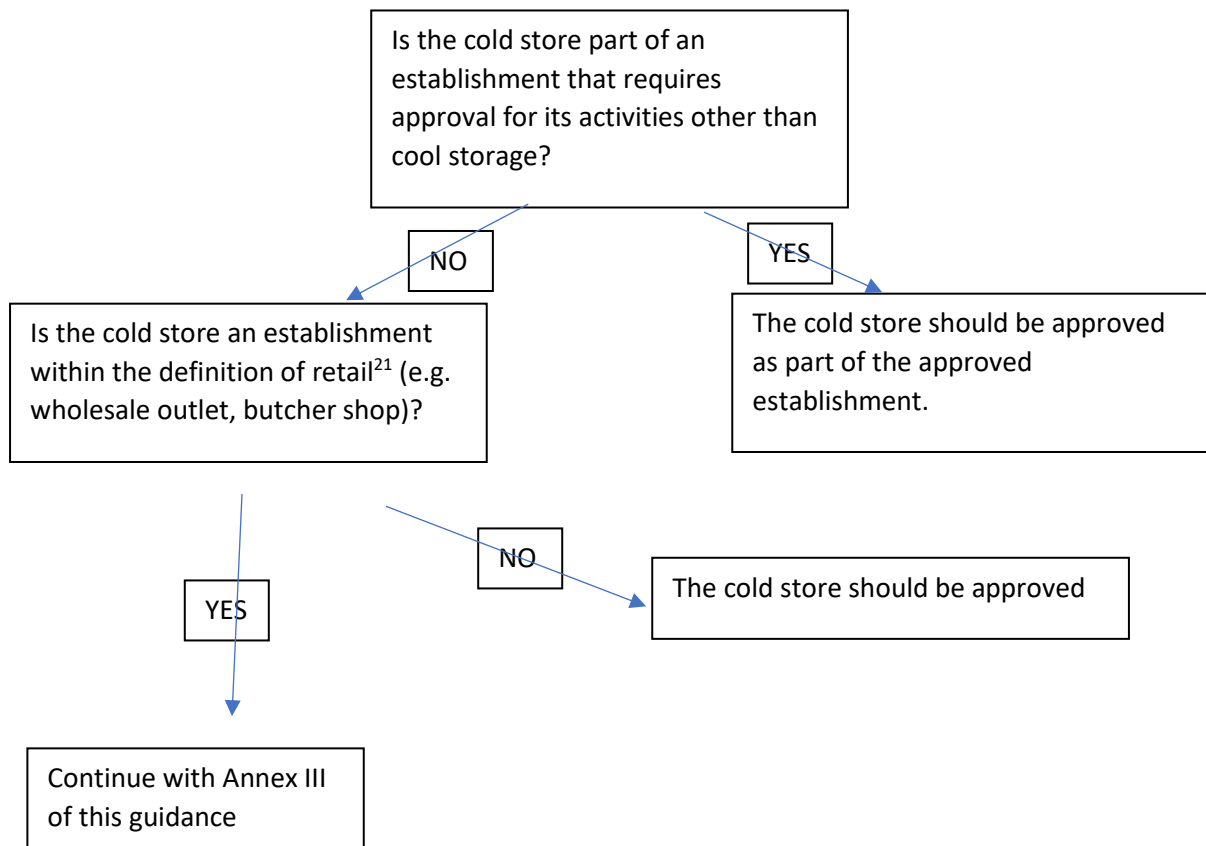 Is the cold store part of an
establishment that requires
approval for its activities other than
cool storage?
NO
YES
Is the cold store an establishment
within the definition of retail21 (e.g.
wholesale outlet, butcher shop)?
The cold store should be approved
as part of the approved
establishment.
NO
The cold store should be approved
YES
Continue with Annex III
of this guidance